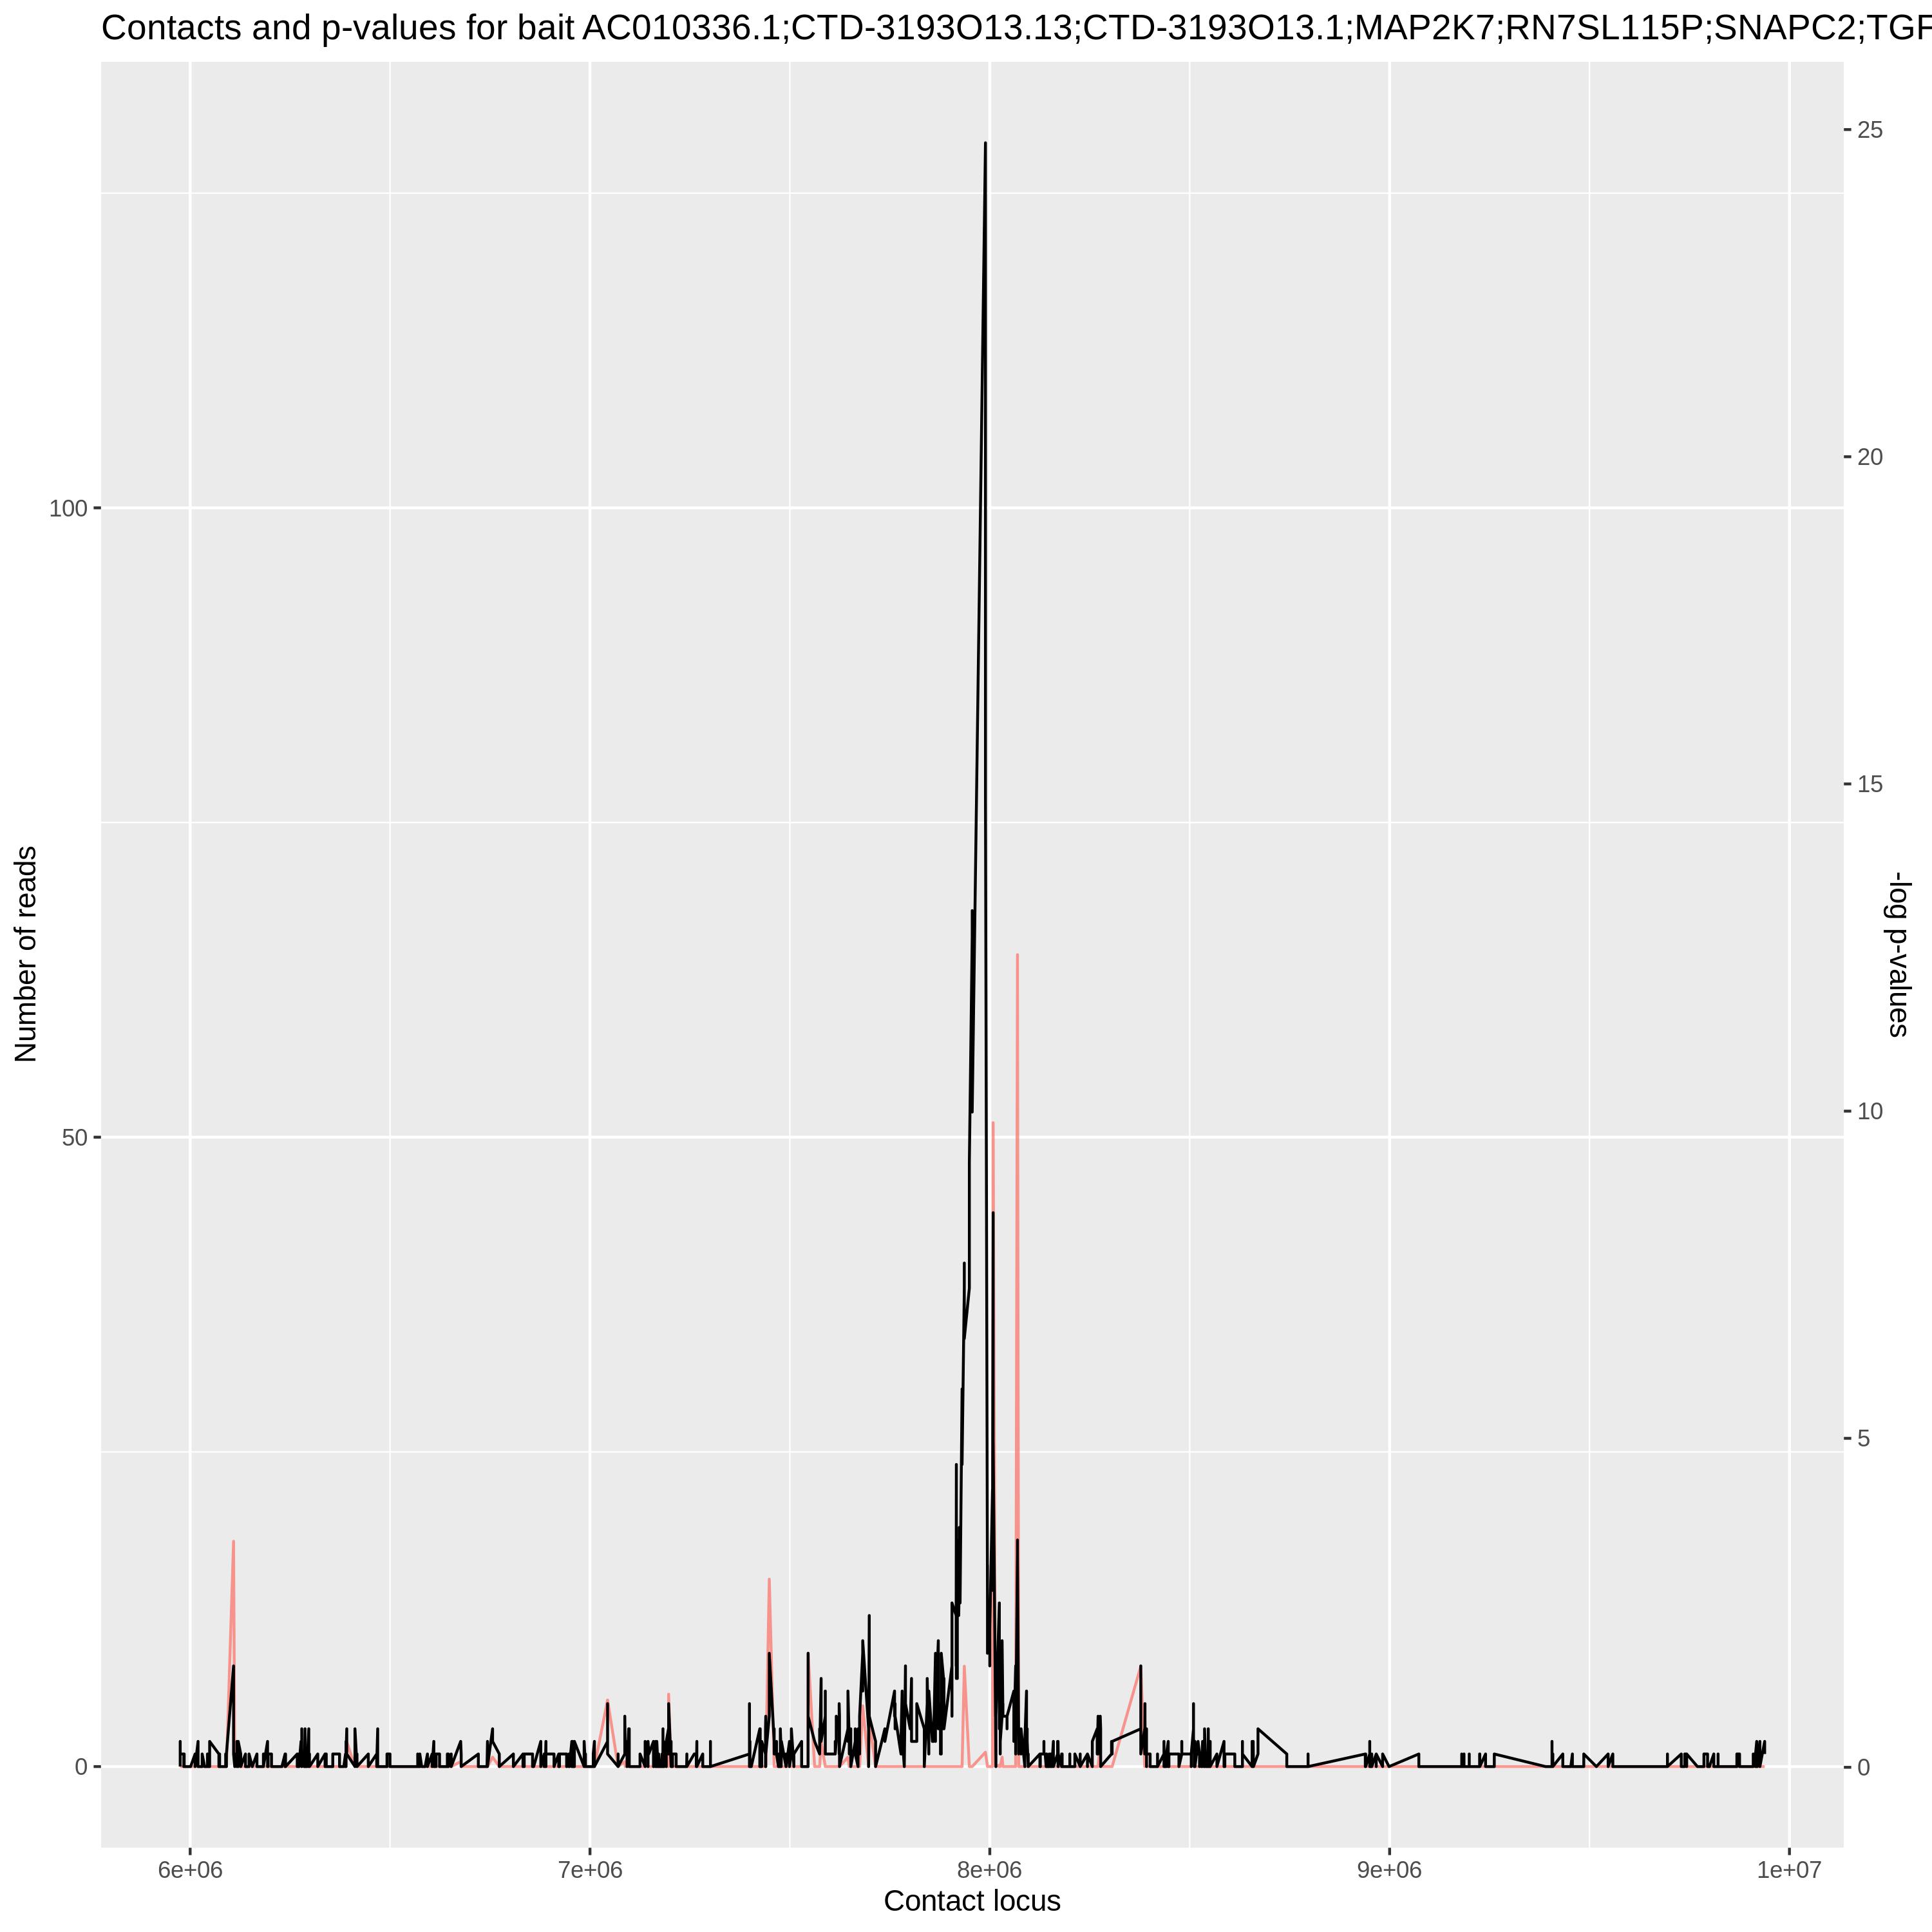 Contacts and p-values for bait AC010336.1;CTD-3193O13.13;CTD-3193O13.1;MAP2K7;RN7SL115P;SNAPC2;TGF
25
20
100
15
Number of reads
-log p-values
10
50
5
0
0
6e+06
7e+06
8e+06
9e+06
1e+07
Contact locus